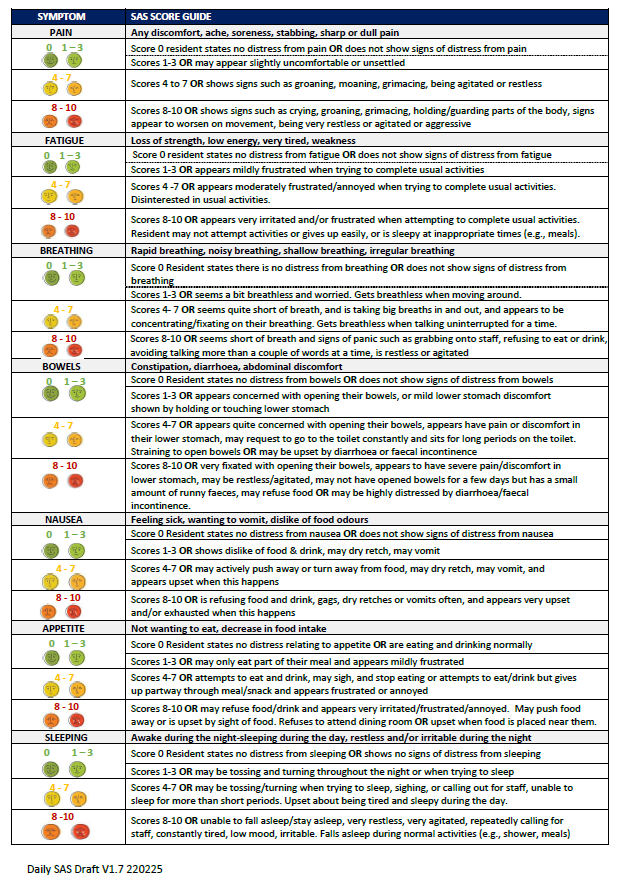 SYMPTOM SAS SCORE GUIDE
PAIN Any discomfort, ache, soreness, stabbing, sharp or dull pain
0 1 – 3 Score 0 resident states no distress from pain OR does not show signs of distress from pain
Scores 1-3 OR may appear slightly uncomfortable or unsettled
4 - 7 Scores 4 to 7 OR shows signs such as groaning, moaning, grimacing, being agitated or restless
8 - 10 Scores 8-10 OR shows signs such as crying, groaning, grimacing, holding/guarding parts of the body, signs
appear to worsen on movement, being very restless or agitated or aggressive
FATIGUE Loss of strength, low energy, very tired, weakness
0 1 – 3 Score 0 resident states no distress from fatigue OR does not show signs of distress from fatigue
Scores 1-3 OR appears mildly frustrated when trying to complete usual activities
4 - 7 Scores 4 -7 OR appears moderately frustrated/annoyed when trying to complete usual activities.
Disinterested in usual activities.
8 - 10 Scores 8-10 OR appears very irritated and/or frustrated when attempting to complete usual activities.
Resident may not attempt activities or gives up easily, or is sleepy at inappropriate times (e.g., meals).
BREATHING Rapid breathing, noisy breathing, shallow breathing, irregular breathing
0 1 – 3 Score 0 Resident states there is no distress from breathing OR does not show signs of distress from
breathing
Scores 1-3 OR seems a bit breathless and worried. Gets breathless when moving around.
4 - 7 Scores 4- 7 OR seems quite short of breath, and is taking big breaths in and out, and appears to be
concentrating/fixating on their breathing. Gets breathless when talking uninterrupted for a time.
8 - 10 Scores 8-10 OR seems short of breath and signs of panic such as grabbing onto staff, refusing to eat or drink,
avoiding talking more than a couple of words at a time, is restless or agitated
BOWELS Constipation, diarrhoea, abdominal discomfort
0 1 – 3 Score 0 Resident states no distress from bowels OR does not show signs of distress from bowels
Scores 1-3 OR appears concerned with opening their bowels, or mild lower stomach discomfort
shown by holding or touching lower stomach
4 - 7 Scores 4-7 OR appears quite concerned with opening their bowels, appears have pain or discomfort in
their lower stomach, may request to go to the toilet constantly and sits for long periods on the toilet.
Straining to open bowels OR may be upset by diarrhoea or faecal incontinence
8 - 10 Scores 8-10 OR very fixated with opening their bowels, appears to have severe pain/discomfort in
lower stomach, may be restless/agitated, may not have opened bowels for a few days but has a small
amount of runny faeces, may refuse food OR may be highly distressed by diarrhoea/faecal
incontinence.
NAUSEA Feeling sick, wanting to vomit, dislike of food odours
0 1 – 3 Score 0 Resident states no distress from nausea OR does not show signs of distress from nausea
Scores 1-3 OR shows dislike of food & drink, may dry retch, may vomit
4 - 7 Scores 4-7 OR may actively push away or turn away from food, may dry retch, may vomit, and
appears upset when this happens
8 - 10 Scores 8-10 OR is refusing food and drink, gags, dry retches or vomits often, and appears very upset
and/or exhausted when this happens
APPETITE Not wanting to eat, decrease in food intake
0 1 – 3 Score 0 Resident states no distress relating to appetite OR are eating and drinking normally
Scores 1-3 OR may only eat part of their meal and appears mildly frustrated
4 - 7 Scores 4-7 OR attempts to eat and drink, may sigh, and stop eating or attempts to eat/drink but gives
up partway through meal/snack and appears frustrated or annoyed
8 - 10 Scores 8-10 OR may refuse food/drink and appears very irritated/frustrated/annoyed. May push food
away or is upset by sight of food. Refuses to attend dining room OR upset when food is placed near them.
SLEEPING Awake during the night-sleeping during the day, restless and/or irritable during the night
0 1 – 3 Score 0 Resident states no distress from sleeping OR shows no signs of distress from sleeping
Scores 1-3 OR may be tossing and turning throughout the night or when trying to sleep
4 - 7 Scores 4-7 OR may be tossing/turning when trying to sleep, sighing, or calling out for staff, unable to
sleep for more than short periods. Upset about being tired and sleepy during the day.
8 -10 Scores 8-10 OR unable to fall asleep/stay asleep, very restless, very agitated, repeatedly calling for
staff, constantly tired, low mood, irritable. Falls asleep during normal activities (e.g., shower, meals)
Daily SAS Draft V1.7 220225